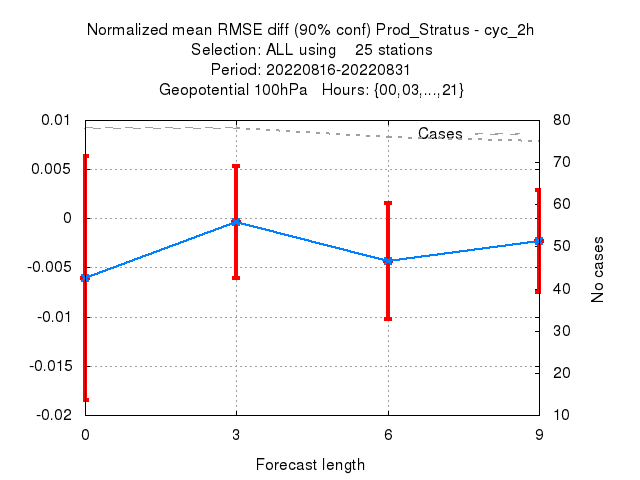 Normalized mean RMSE diff (90% conf) Prod_Stratus - cyc_2h
Selection: ALL using    25 stations
Period: 20220816-20220831
Geopotential 100hPa   Hours: {00,03,...,21}
0.01
0.005
0
-0.005
-0.01
-0.015
-0.02
80
70
60
50
40
30
20
10
Cases
No cases
0
3
6
9
Forecast length